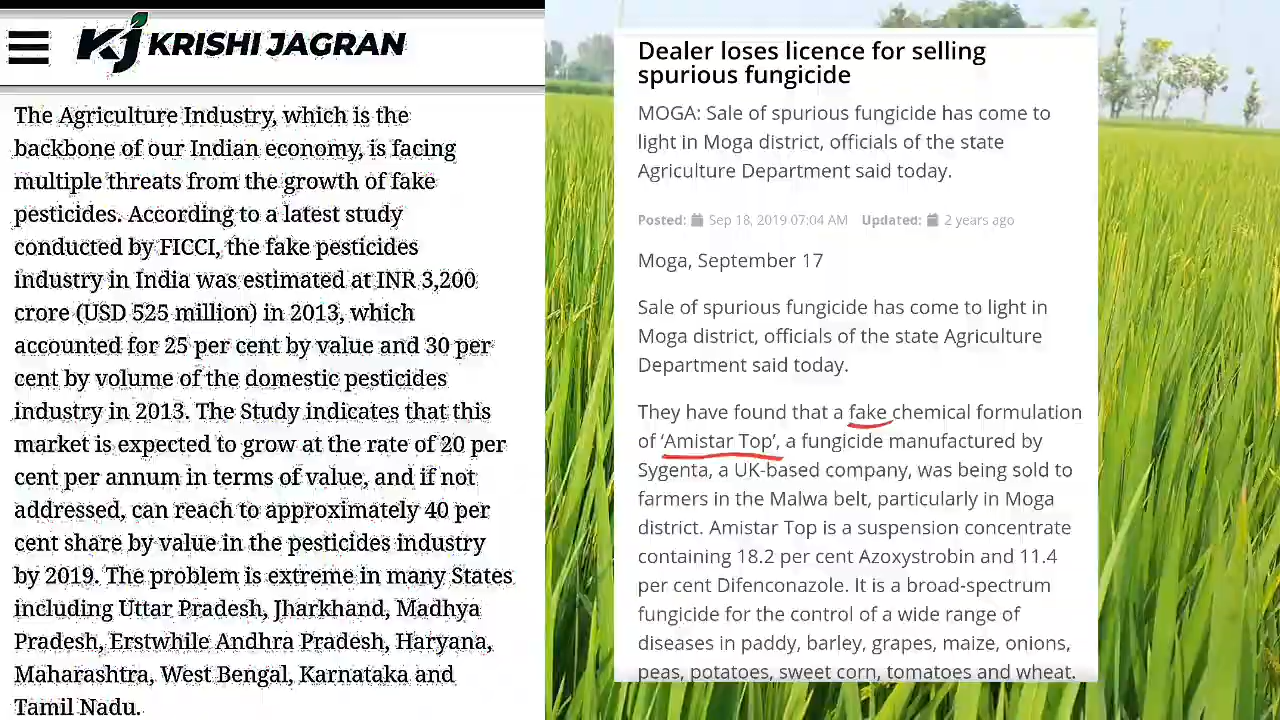 KJ KRISHI JAGRAN
The Agriculture Industry, which is the
backbone of our Indian economy, is facing
multiple threats from the growth of fake
pesticides. According to a latest study
conducted by FICCI, the fake pesticides
industry in India was estimated at INR 3,200
crore (USD 525 million) in 2013, which
accounted for 25 per cent by value and 30 per
cent by volume of the domestic pesticides
industry in 2013. The Study indicates that this
market is expected to grow at the rate of 20 per
cent per annum in terms of value, and if not
addressed, can reach to approximately 40 per
cent share by value in the pesticides industry
by 2019. The problem is extreme in many States
including Uttar Pradesh, Jharkhand, Madhya
Pradesh, Erstwhile Andhra Pradesh, Haryana,
Maharashtra, West Bengal, Karnataka and
Tamil Nadu.
Dealer loses licence for selling
spurious fungicide
MOGA: Sale of spurious fungicide has come to
light in Moga district, officials of the state
Agriculture Department said today.
Posted: Sep 18, 2019 07:04 AM Updated: 2 years ago
Moga, September 17
Sale of spurious fungicide has come to light in
Moga district, officials of the state Agriculture
Department said today.
They have found that a fake chemical formulation
of ‘Amistar Top’, a fungicide manufactured by
Sygenta, a UK-based company, was being sold to
farmers in the Malwa belt, particularly in Moga
district. Amistar Top is a suspension concentrate
containing 18.2 per cent Azoxystrobin and 11.4
per cent Difenconazole. It is a broad-spectrum
fungicide for the control of a wide range of
diseases in paddy, barley, grapes, maize, onions,
peas, potatoes, sweet corn, tomatoes and wheat.